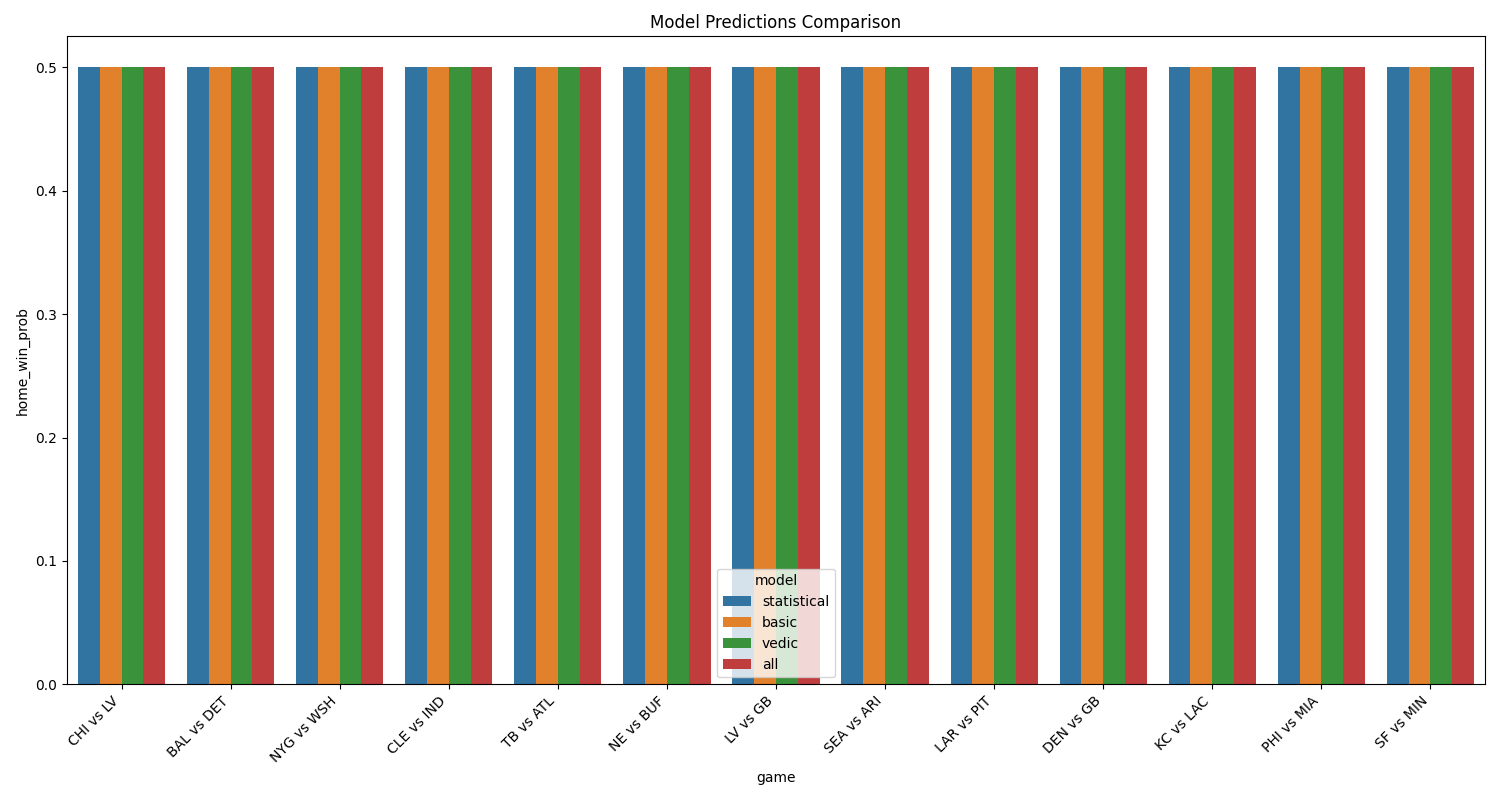 Model Predictions Comparison
home_win_prob
0.5
0.4
0.3
0.2
0.1
0.0
model
statistical
basic
vedic
all
CHI vs LV
BAL vs DET
NYG vs WSH
CLE vs IND
TB vs ATL
NE vs BUF
LV vs GB
SEA vs ARI
LAR vs PIT
DEN vs GB
KC vs LAC
PHI vs MIA
SF vs MIN
game